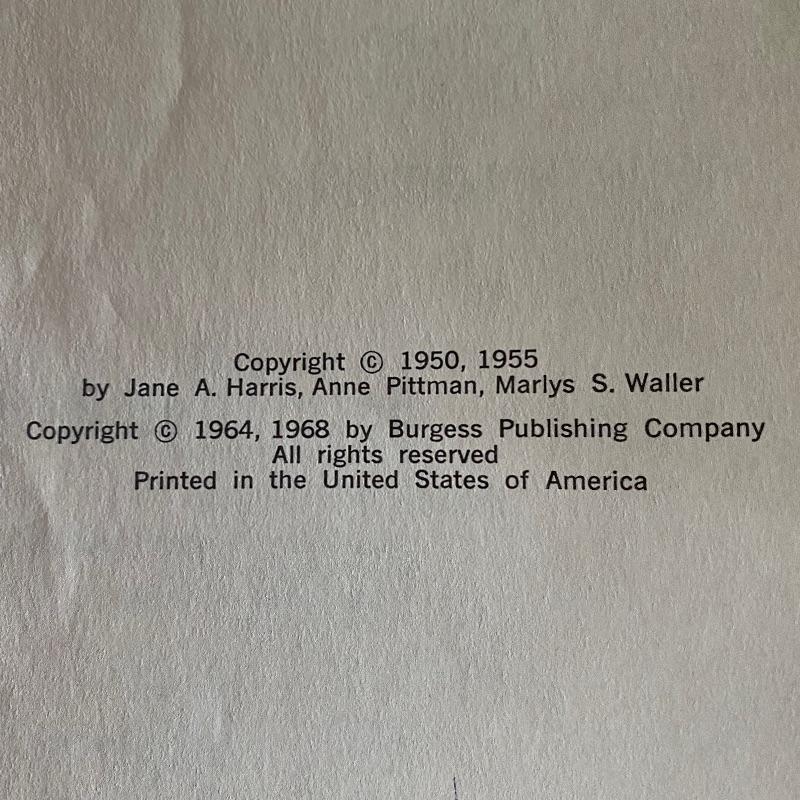 Copyright © 1950, 1955
by Jane A. Harris, Anne Pittman, Marlys S. Waller
Copyright © 1964, 1968 by Burgess Publishing Company
All rights reserved
Printed in the United States of America